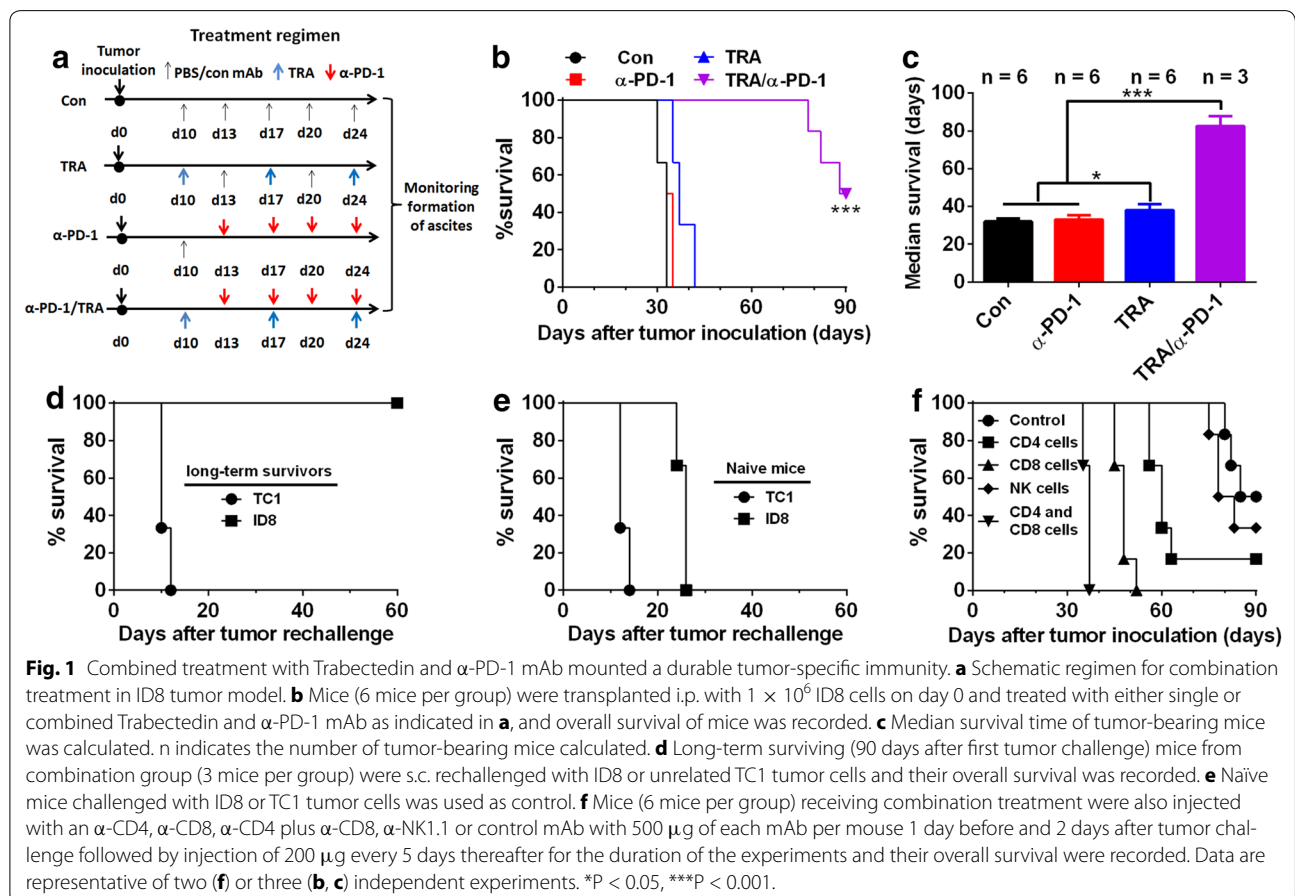 a
Treatment regimen
Tumor
inoculation
PBS/con mAb TRA α-PD-1
Con
d0 d10 d13 d17 d20 d24
TRA
d0 d10 d13 d17 d20 d24
α-PD-1
d0 d10 d13 d17 d20 d24
α-PD-1/TRA
d0 d10 d13 d17 d20 d24
Monitoring
formation
of ascites
b
Con TRA
α-PD-1 TRA/α-PD-1
%survival
100
80
60
40
20
0
***
0 30 60 90
Days after tumor inoculation (days)
c
n = 6 n = 6 n = 6 n = 3
Median survival (days)
100
80
60
40
20
0
***
*
Con
α-PD-1
TRA
TRA/α-PD-1
d
% survival
100
80
60
40
20
0
long-term survivors
TC1
ID8
0 20 40 60
Days after tumor rechallenge
e
% survival
100
80
60
40
20
0
Naive mice
TC1
ID8
0 20 40 60
Days after tumor rechallenge
f
% survival
100
80
60
40
20
0
Control
CD4 cells
CD8 cells
NK cells
CD4 and
CD8 cells
0 30 60 90
Days after tumor inoculation (days)
Fig. 1 Combined treatment with Trabectedin and α-PD-1 mAb mounted a durable tumor-specific immunity. a Schematic regimen for combination
treatment in ID8 tumor model. b Mice (6 mice per group) were transplanted i.p. with 1 × 10⁶ ID8 cells on day 0 and treated with either single or
combined Trabectedin and α-PD-1 mAb as indicated in a, and overall survival of mice was recorded. c Median survival time of tumor-bearing mice
was calculated. n indicates the number of tumor-bearing mice calculated. d Long-term surviving (90 days after first tumor challenge) mice from
combination group (3 mice per group) were s.c. rechallenged with ID8 or unrelated TC1 tumor cells and their overall survival was recorded. e Naïve
mice challenged with ID8 or TC1 tumor cells was used as control. f Mice (6 mice per group) receiving combination treatment were also injected
with an α-CD4, α-CD8, α-CD4 plus α-CD8, α-NK1.1 or control mAb with 500 μg of each mAb per mouse 1 day before and 2 days after tumor chal-
lenge followed by injection of 200 μg every 5 days thereafter for the duration of the experiments and their overall survival were recorded. Data are
representative of two (f) or three (b, c) independent experiments. *P < 0.05, ***P < 0.001.